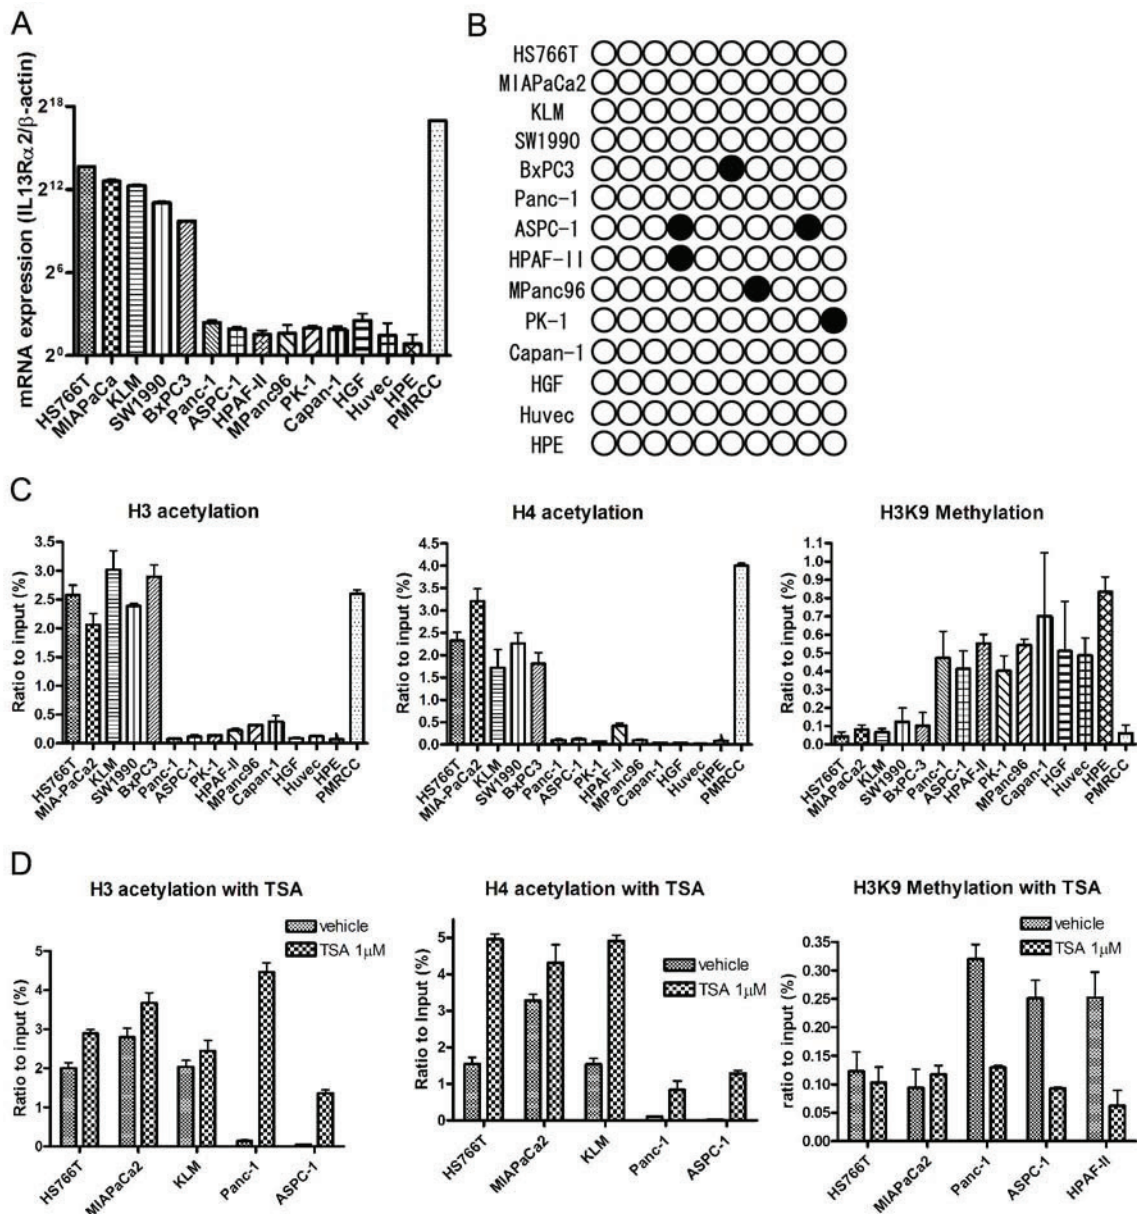 A
mRNA expression (IL13Rα2/β-actin)
2^18
2^12
2^6
2^0
HS766T
MIAPaCa
KLM
SW1990
BxPC3
Panc-1
ASPC-1
HPAF-II
MPanc96
PK-1
Capan-1
HGF
Huvec
HPE
PMRCC
B
HS766T
MIAPaCa2
KLM
SW1990
BxPC3
Panc-1
ASPC-1
HPAF-II
MPanc96
PK-1
Capan-1
HGF
Huvec
HPE
C
H3 acetylation
Ratio to input (%)
3.5
3.0
2.5
2.0
1.5
1.0
0.5
0.0
HS766T
MIA-PaCa2
KLM
SW1990
BxPC3
Panc-1
ASPC-1
PK-1
HPAF-II
MPanc96
Capan-1
HGF
Huvec
HPE
PMRCC
H4 acetylation
Ratio to input (%)
4.5
4.0
3.5
3.0
2.5
2.0
1.5
1.0
0.5
0.0
HS766T
MIA-PaCa2
KLM
SW1990
BxPC3
Panc-1
ASPC-1
PK-1
HPAF-II
MPanc96
Capan-1
HGF
Huvec
HPE
PMRCC
H3K9 Methylation
Ratio to input (%)
1.1
1.0
0.9
0.8
0.7
0.6
0.5
0.4
0.3
0.2
0.1
0.0
HS766T
MIAPaCa2
KLM
SW1990
BxPC-3
Panc-1
ASPC-1
HPAF-II
PK-1
MPanc96
Capan-1
HGF
Huvec
HPE
PMRCC
D
H3 acetylation with TSA
vehicle
TSA 1μM
Ratio to input (%)
5
4
3
2
1
0
HS766T
MIAPaCa2
KLM
Panc-1
ASPC-1
H4 acetylation with TSA
vehicle
TSA 1μM
Ratio to Input (%)
5
4
3
2
1
0
HS766T
MIAPaCa2
KLM
Panc-1
ASPC-1
H3K9 Methylation with TSA
vehicle
TSA 1μM
ratio to input (%)
0.35
0.30
0.25
0.20
0.15
0.10
0.05
0.00
HS766T
MIAPaCa2
Panc-1
ASPC-1
HPAF-II